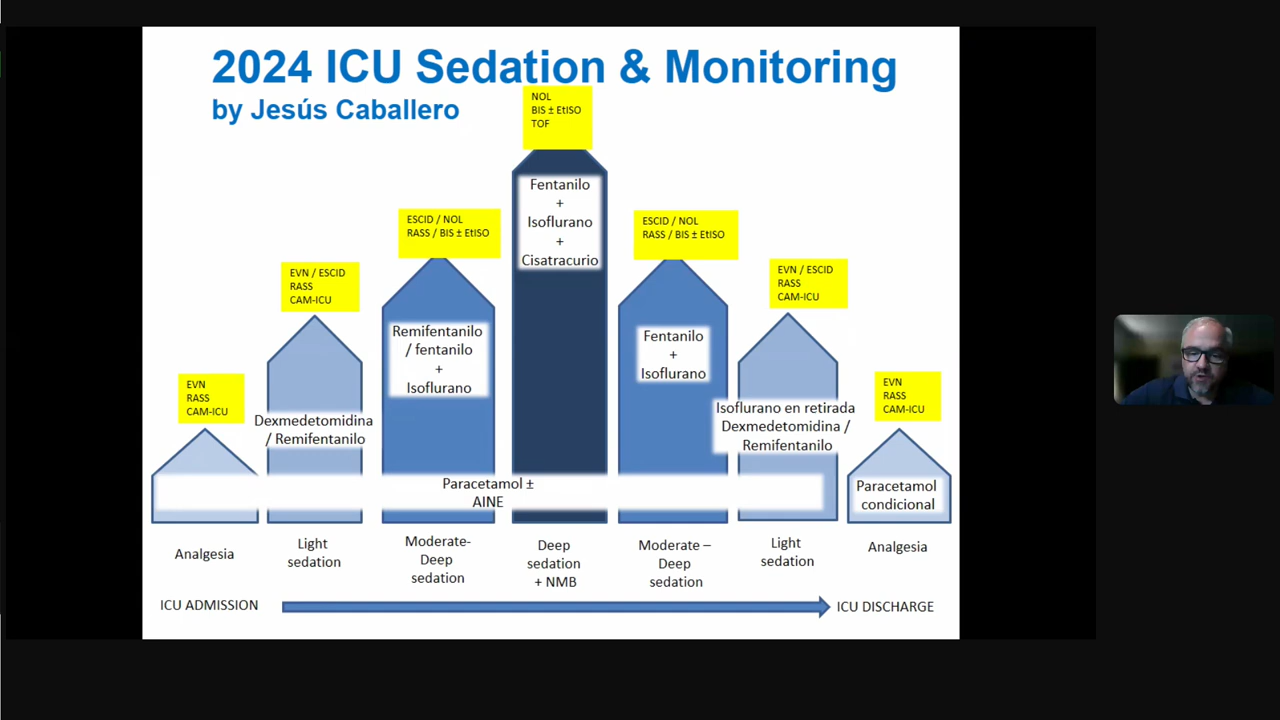 2024 ICU Sedation & Monitoring
by Jesús Caballero
NOL
BIS ± EtISO
TOF
Fentanilo
+
Isoflurano
+
Cisatracurio
ESCID / NOL
RASS / BIS ± EtISO
Remifentanilo
/ fentanilo
+
Isoflurano
ESCID / NOL
RASS / BIS ± EtISO
Fentanilo
+
Isoflurano
EVN / ESCID
RASS
CAM-ICU
Dexmedetomidina
/ Remifentanilo
EVN / ESCID
RASS
CAM-ICU
Isoflurano en retirada
Dexmedetomidina /
Remifentanilo
EVN
RASS
CAM-ICU
EVN
RASS
CAM-ICU
Paracetamol ±
AINE
Paracetamol
condicional
Analgesia
Light
sedation
Moderate-
Deep
sedation
Deep
sedation
+ NMB
Moderate –
Deep
sedation
Light
sedation
Analgesia
ICU ADMISSION
ICU DISCHARGE